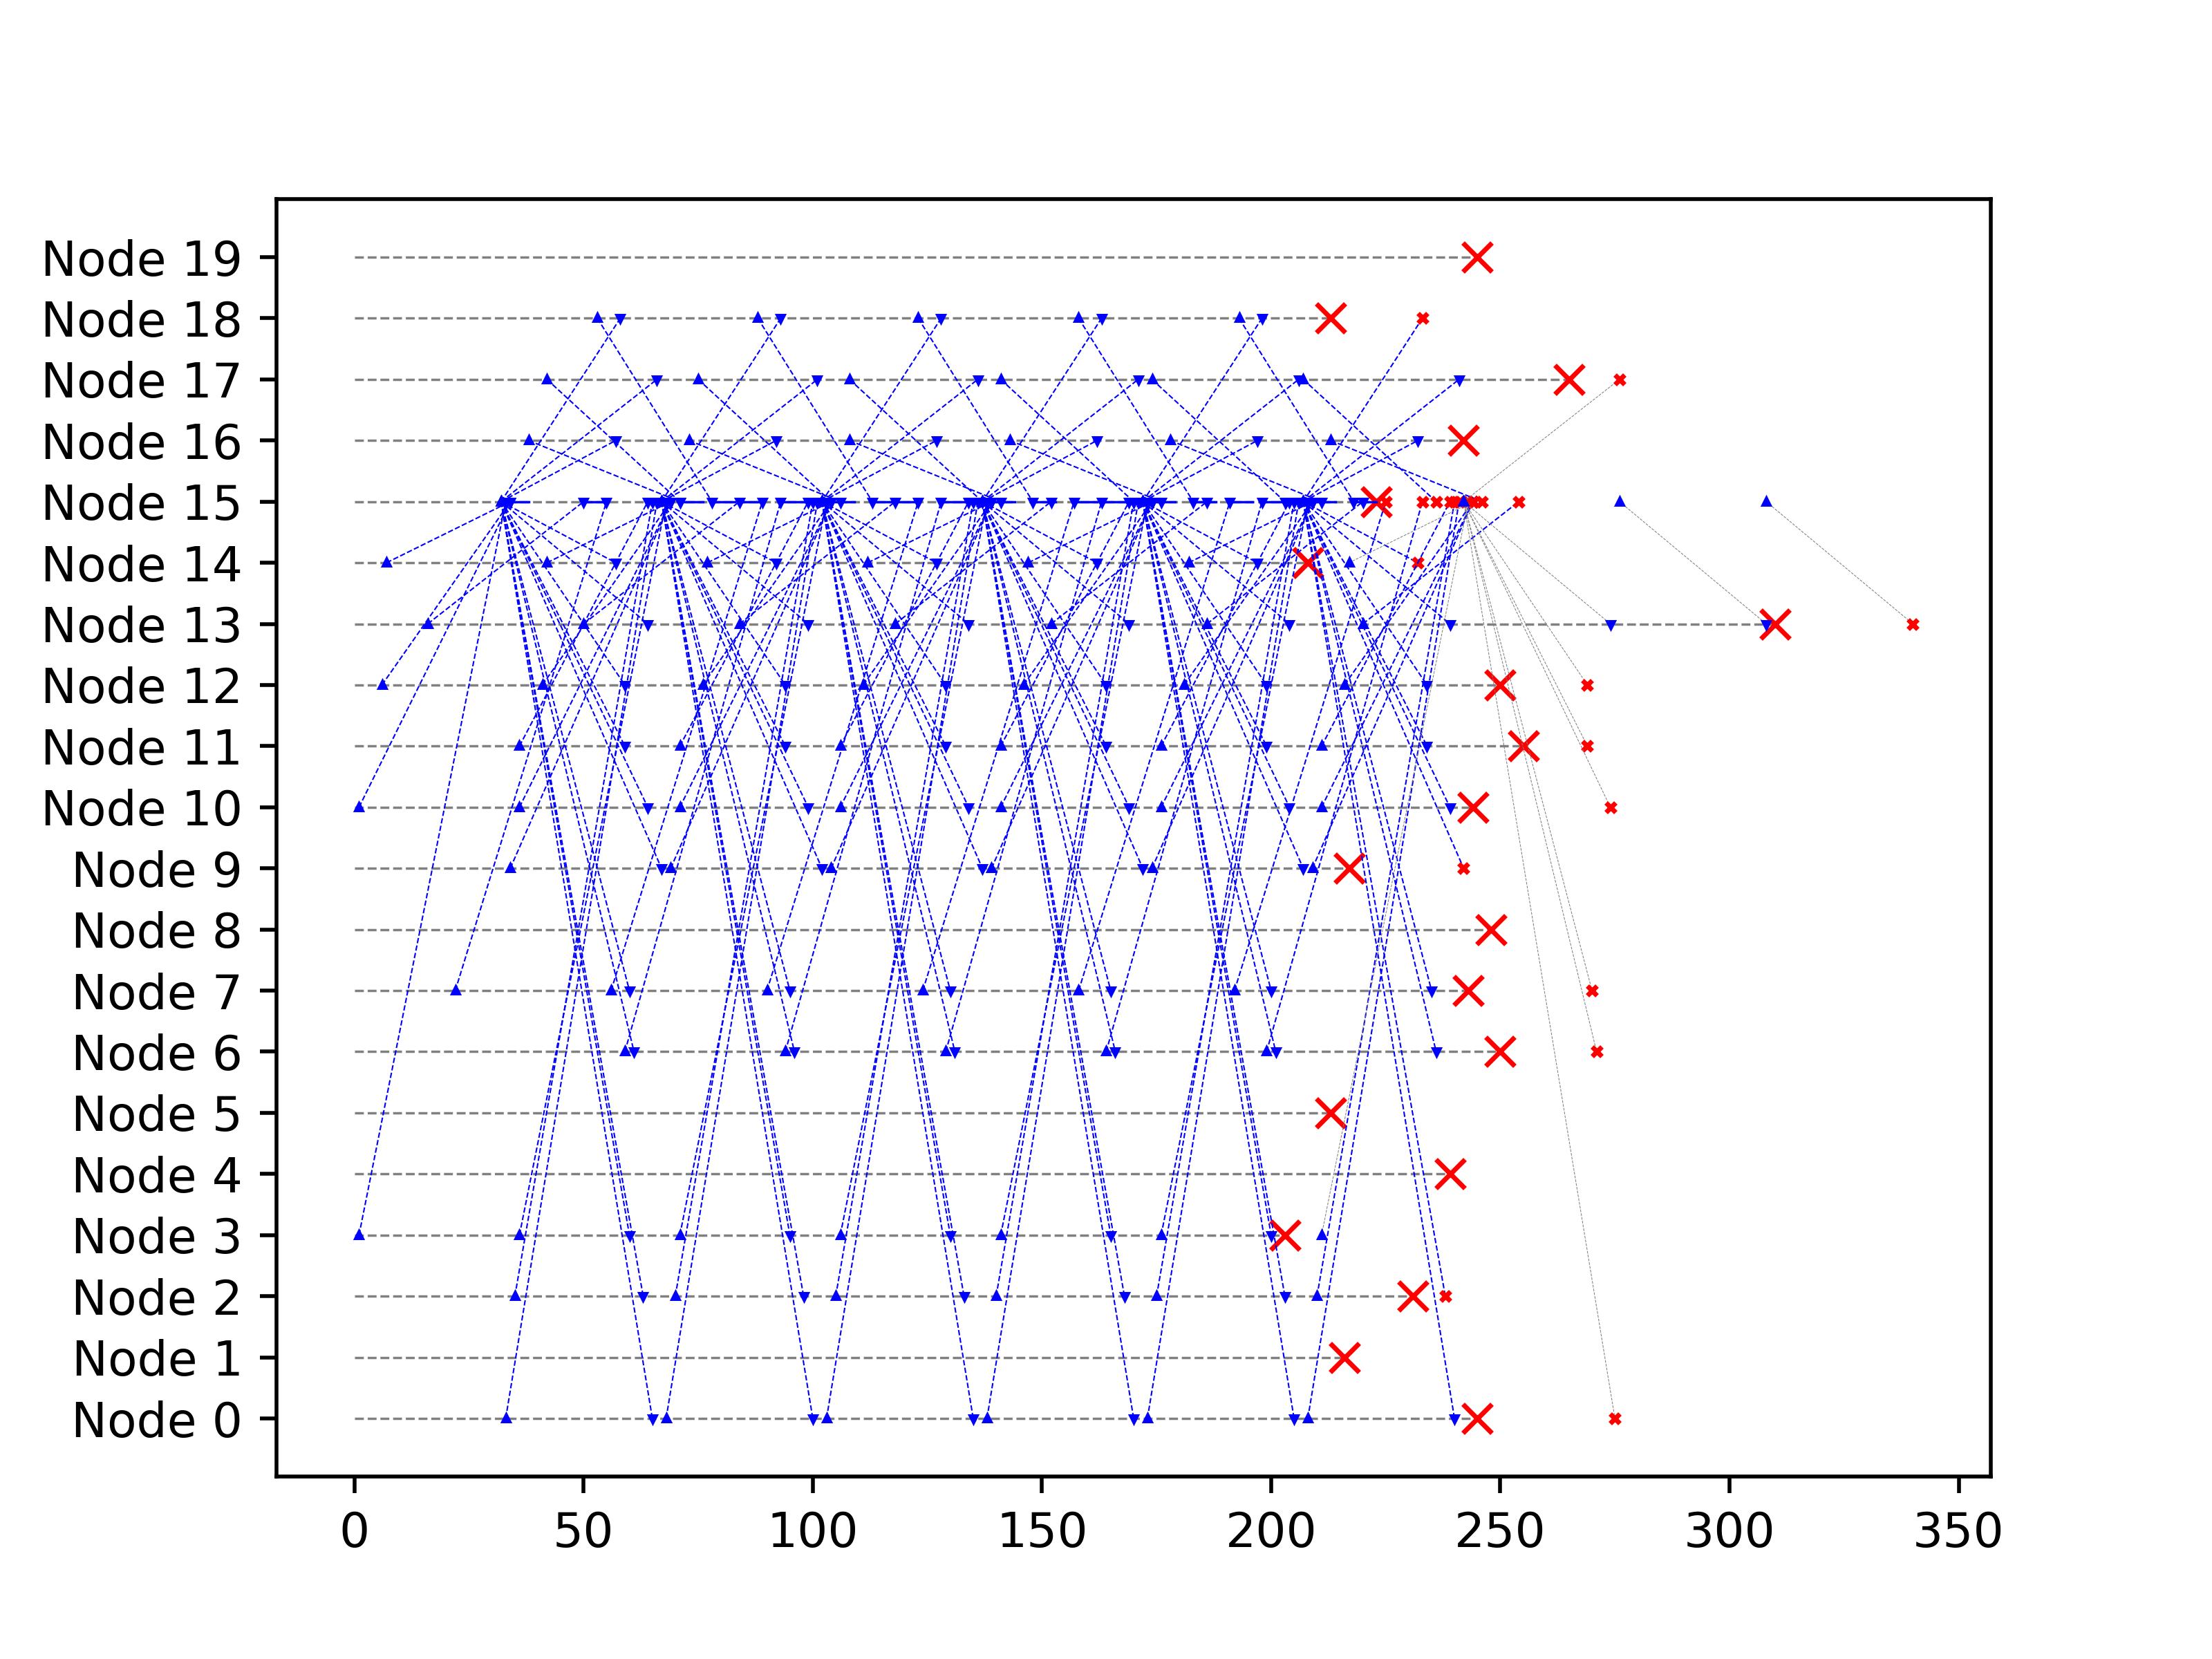 Node 19
Node 18
Node 17
Node 16
Node 15
Node 14
Node 13
Node 12
Node 11
Node 10
Node 9
Node 8
Node 7
Node 6
Node 5
Node 4
Node 3
Node 2
Node 1
Node 0
0 50 100 150 200 250 300 350